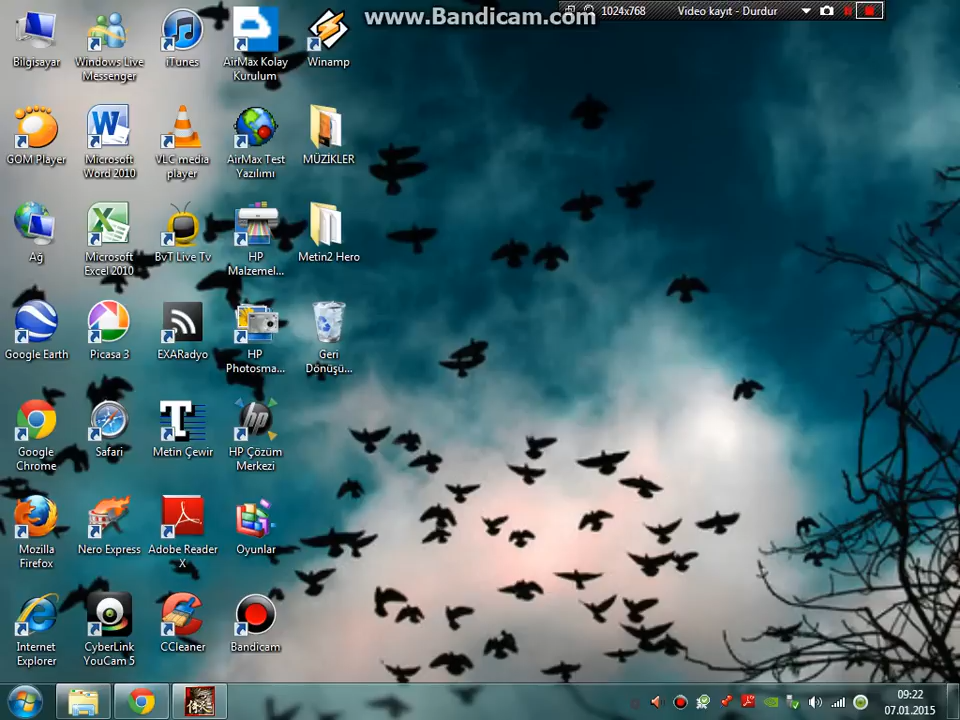 www.Bandicam.com
1024x768
Video kayıt - Durdur
Bilgisayar
Windows Live
Messenger
iTunes
AirMax Kolay
Kurulum
Winamp
GOM Player
Microsoft
Word 2010
VLC media
player
AirMax Test
Yazılımı
MÜZİKLER
Ağ
Microsoft
Excel 2010
BvT Live Tv
HP
Malzemel...
Metin2 Hero
Google Earth
Picasa 3
EXARadyo
HP
Photosma...
Geri
Dönüşü...
Google
Chrome
Safari
Metin Çewir
HP Çözüm
Merkezi
Mozilla
Firefox
Nero Express
Adobe Reader
X
Oyunlar
Internet
Explorer
CyberLink
YouCam 5
CCleaner
Bandicam
09:22
07.01.2015